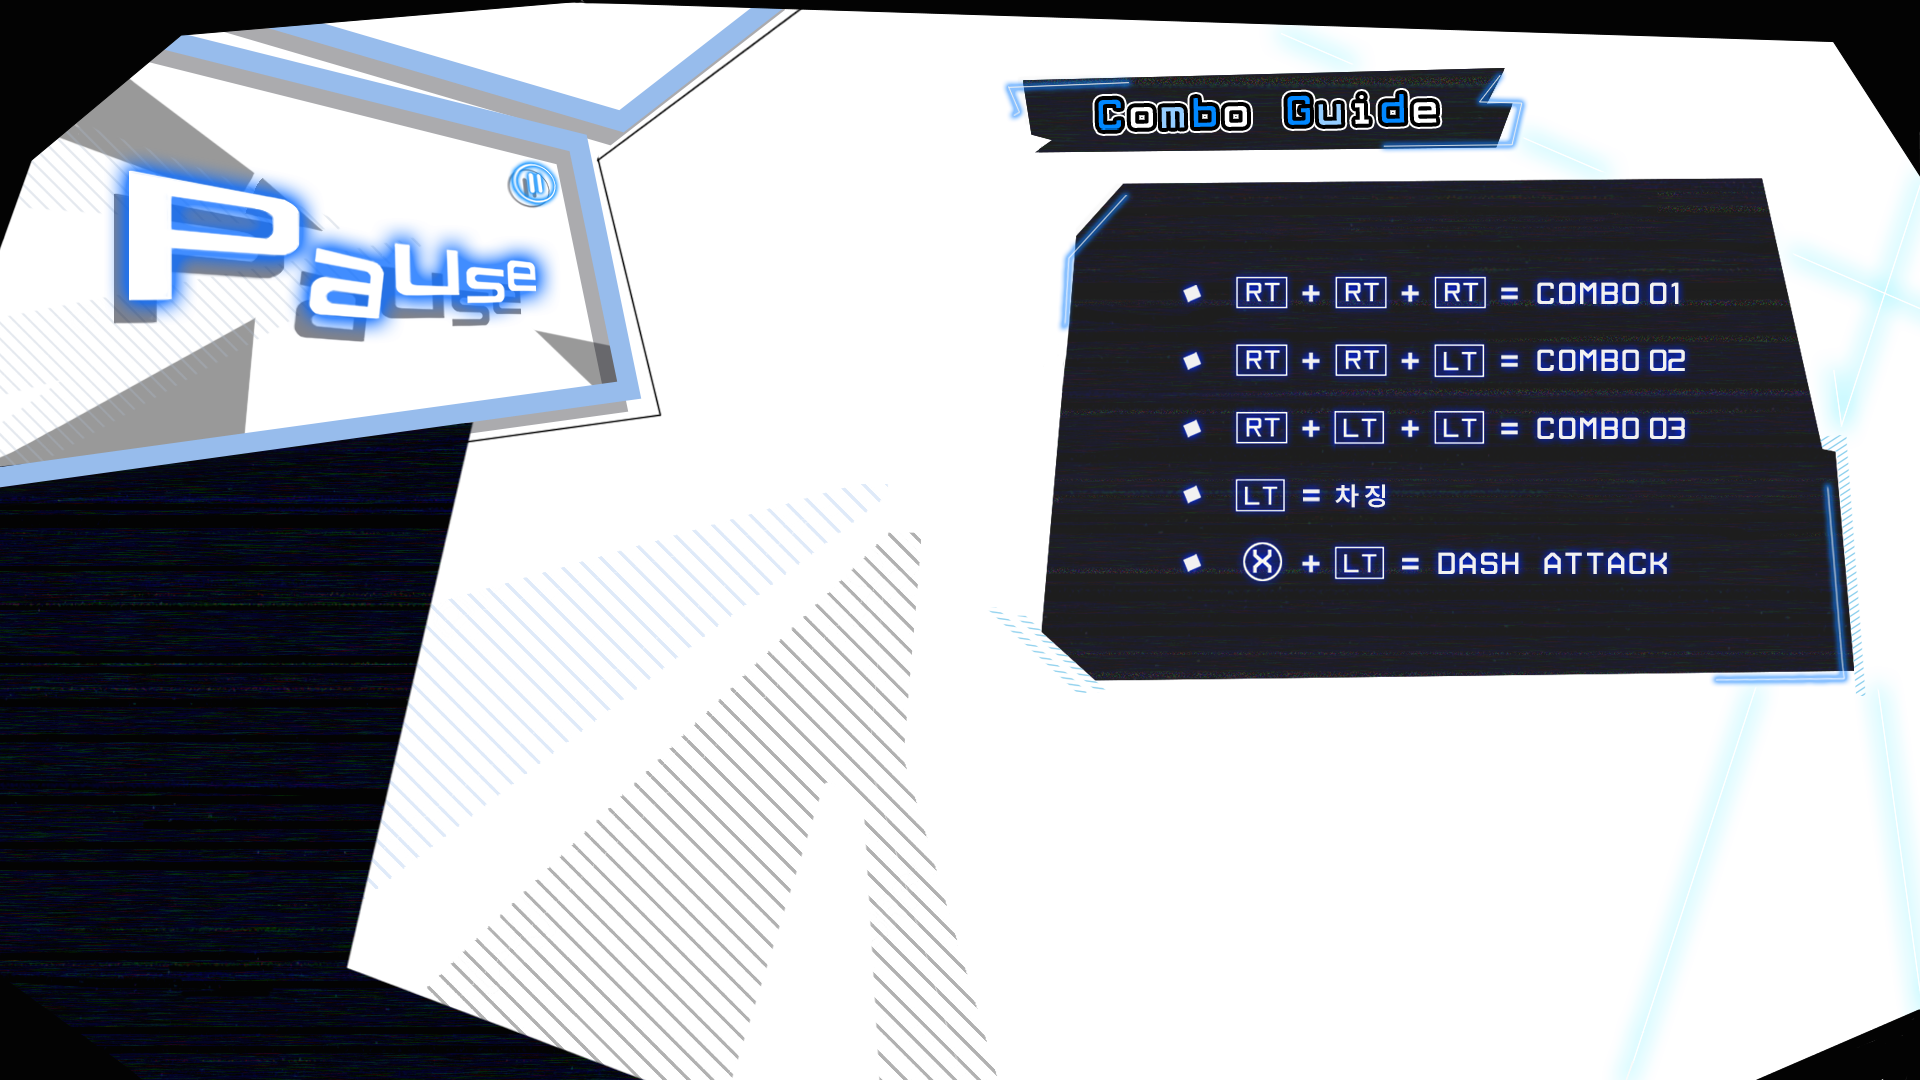 Pause
Combo Guide
RT + RT + RT = COMBO 01
RT + RT + LT = COMBO 02
RT + LT + LT = COMBO 03
LT = 차징
X + LT = DASH ATTACK